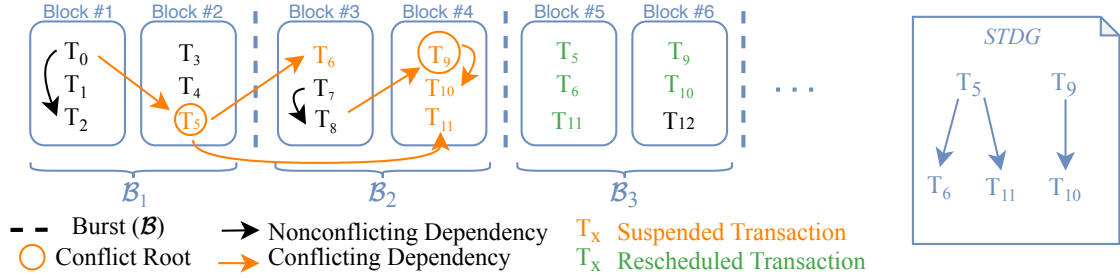 Block #1 Block #2 Block #3 Block #4 Block #5 Block #6
STDG
T0 T3 T6 T9 T5 T9
T1 T4 T7 T10 T6 T10
T2 T5 T8 T11 T11 T12
...
T5 T9
T6 T11 T10
B1 B2 B3
Burst (B) Nonconflicting Dependency Tx Suspended Transaction
Conflict Root Conflicting Dependency Tx Rescheduled Transaction